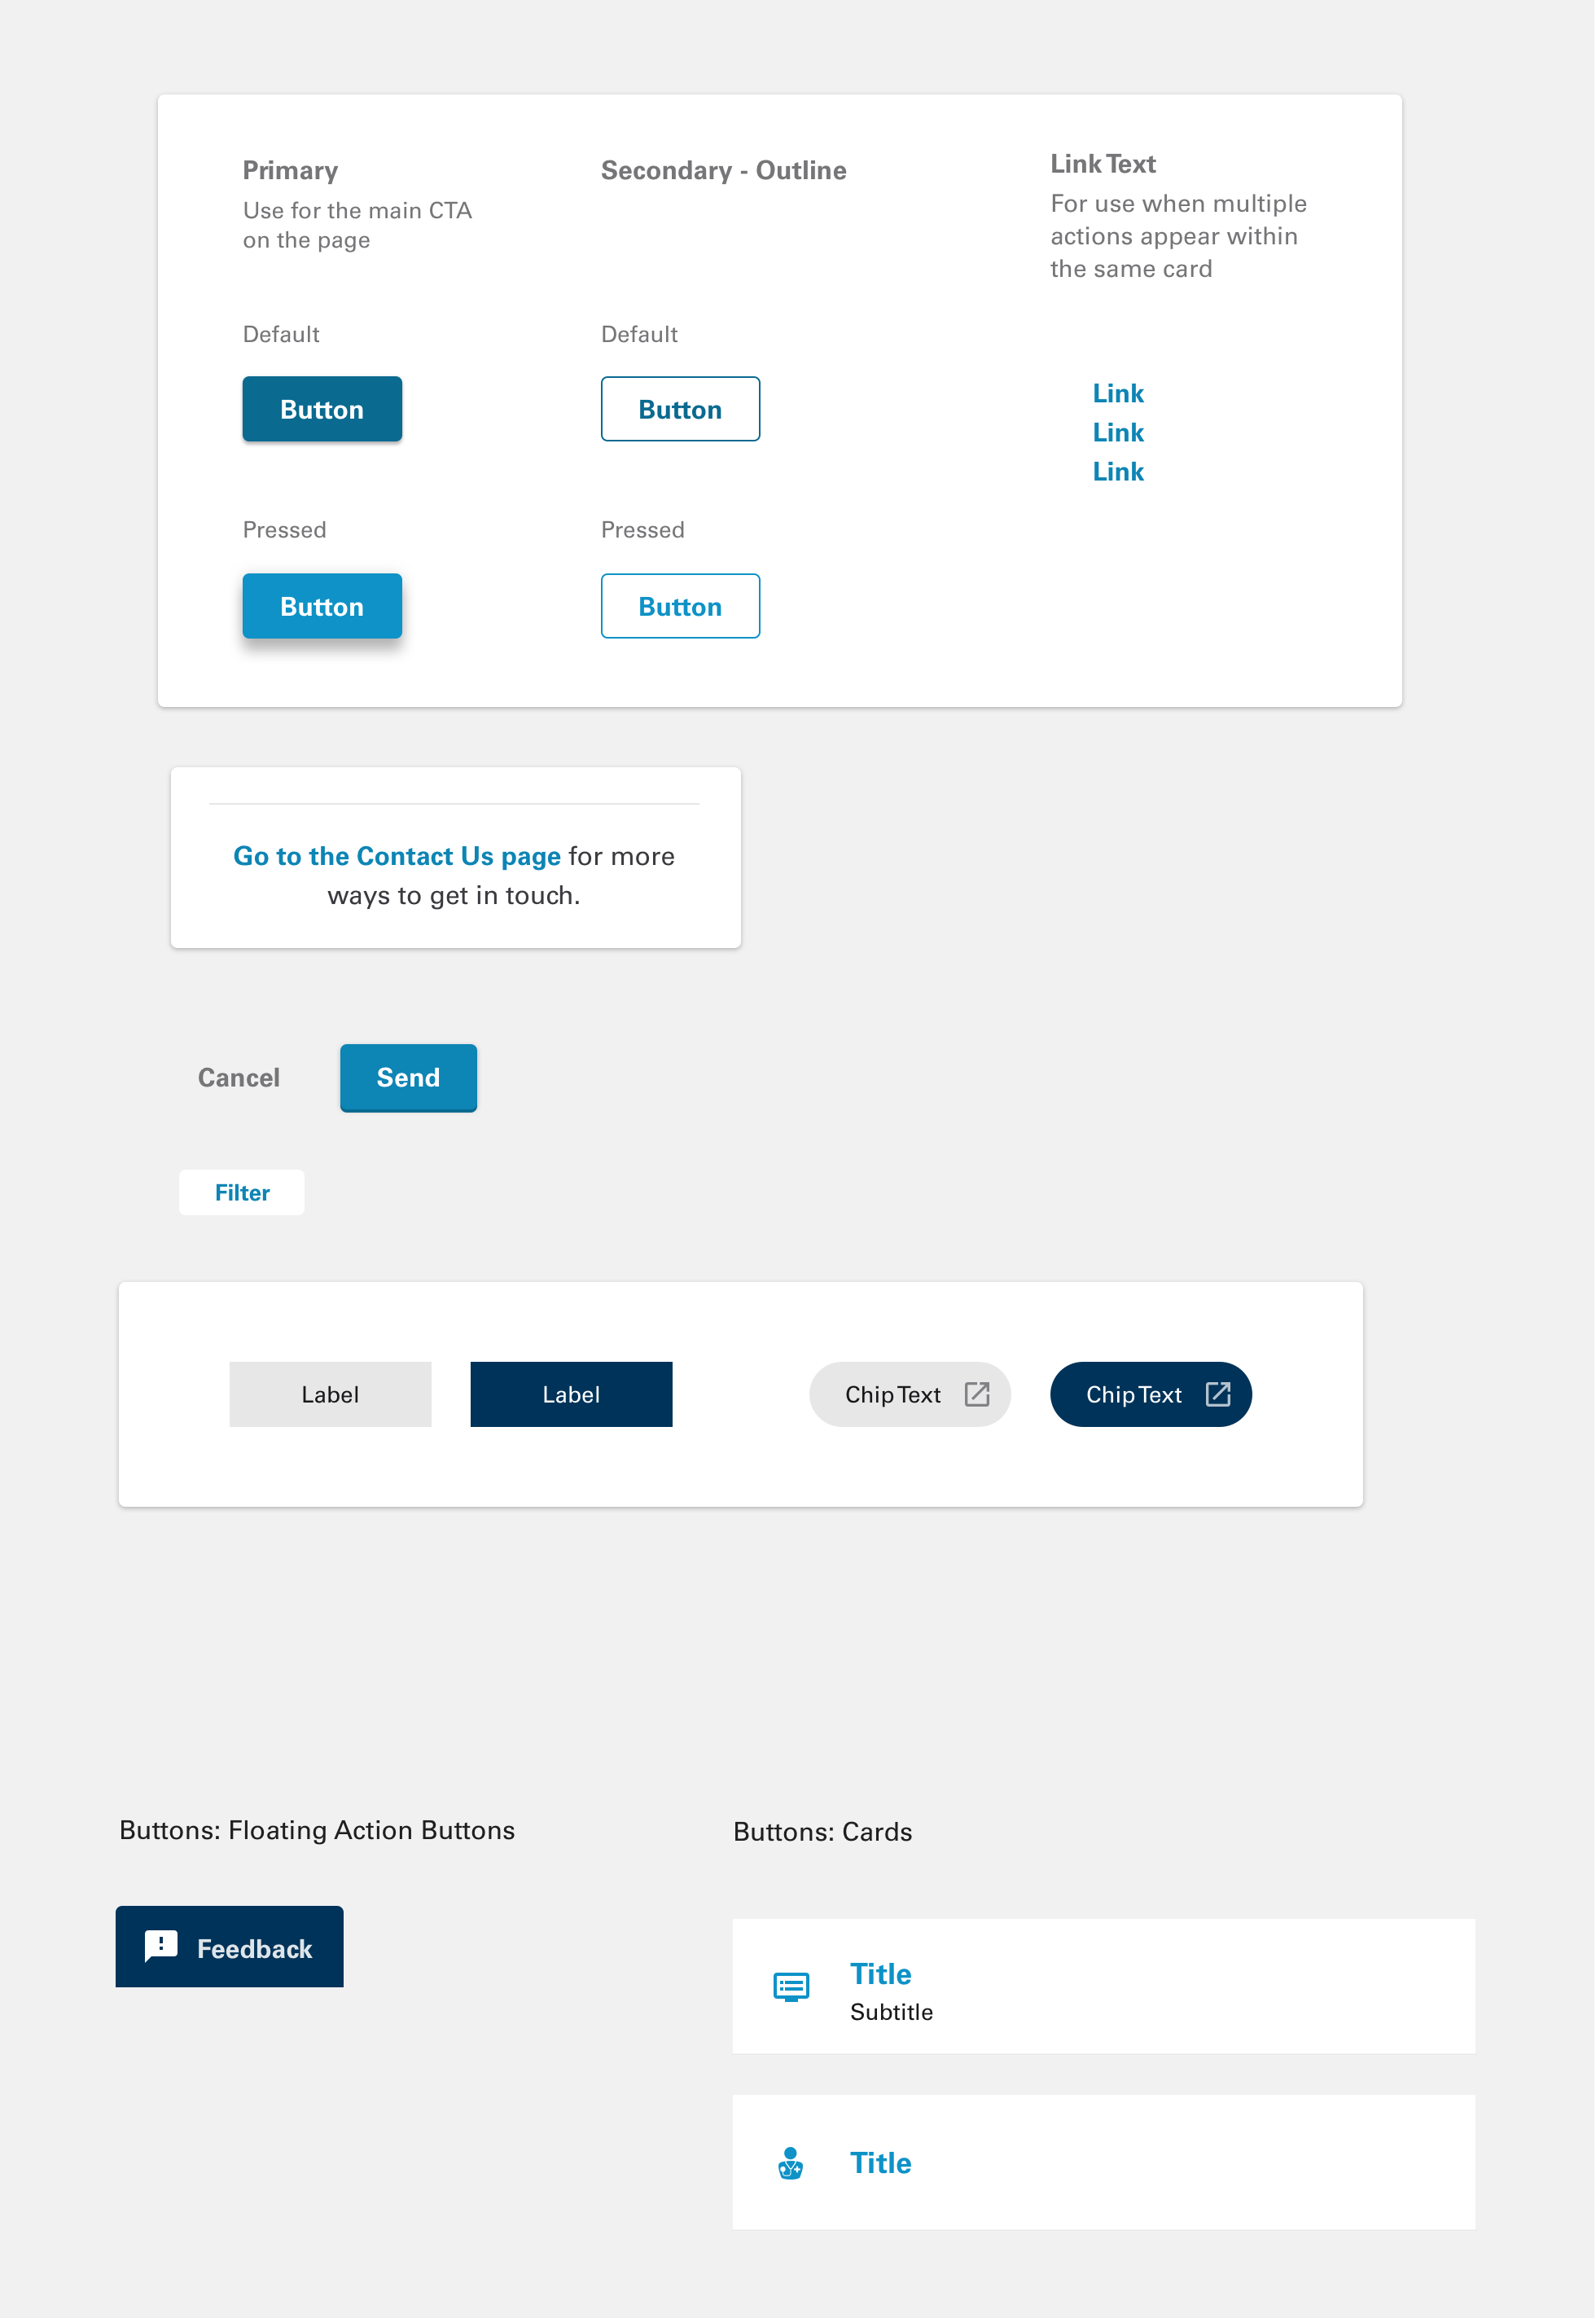 Primary
Use for the main CTA
on the page
Secondary - Outline
Link Text
For use when multiple
actions appear within
the same card
Default
Default
Button
Button
Link
Link
Link
Pressed
Pressed
Button
Button
Go to the Contact Us page for more
ways to get in touch.
Cancel
Send
Filter
Label
Label
Chip Text
Chip Text
Buttons: Floating Action Buttons
Buttons: Cards
Feedback
Title
Subtitle
Title